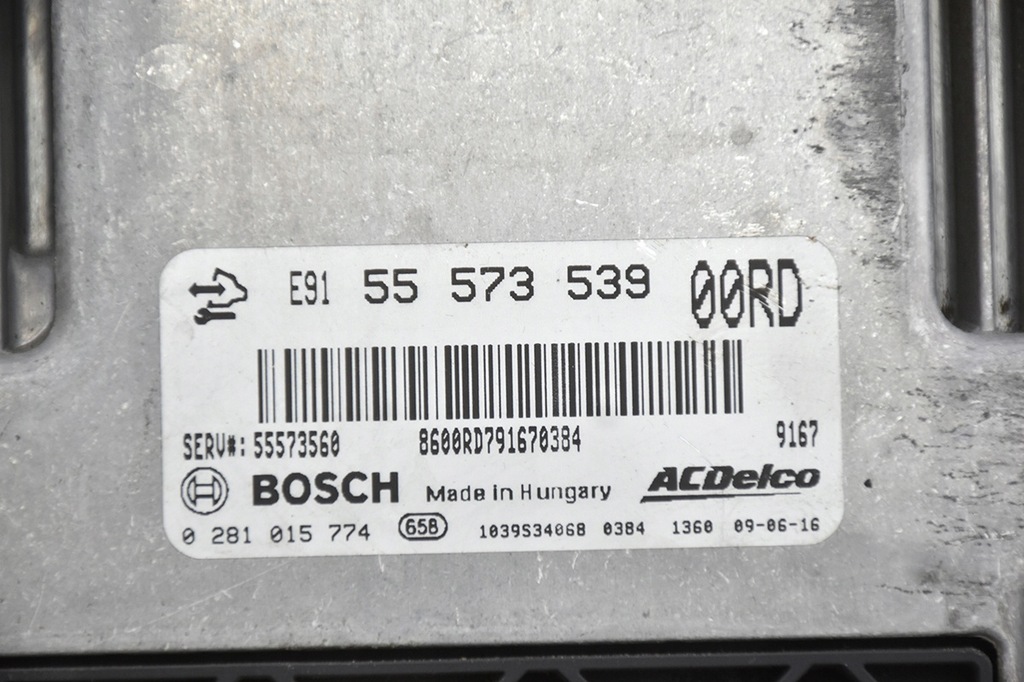 E91 55 573 539 00RD
SERV#: 55573560 8600RD791670384 9167
BOSCH Made in Hungary ACDelco
0 281 015 774 65B 1039S34068 0384 1360 09-06-16